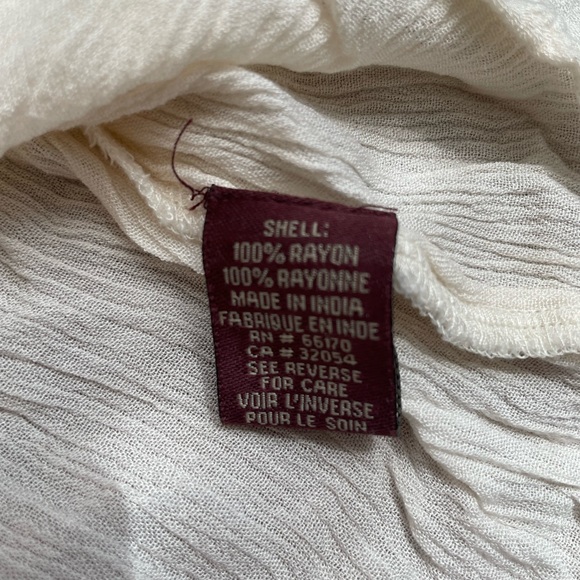 SHELL:
100% RAYON
100% RAYONNE
MADE IN INDIA
FABRIQUE EN INDE
RN # 66170
CA # 32054
SEE REVERSE
FOR CARE
VOIR L'INVERSE
POUR LE SOIN